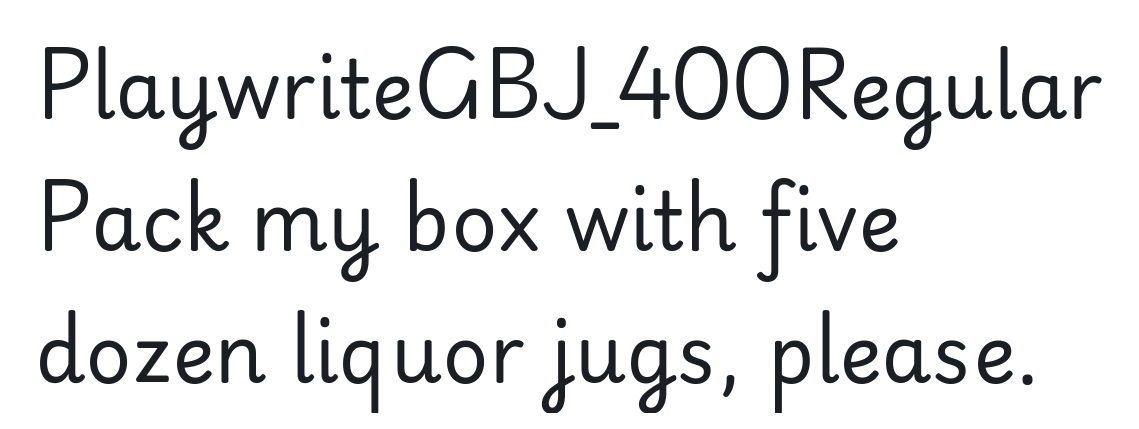 PlaywriteGBJ_400Regular
Pack my box with five
dozen liquor jugs, please.